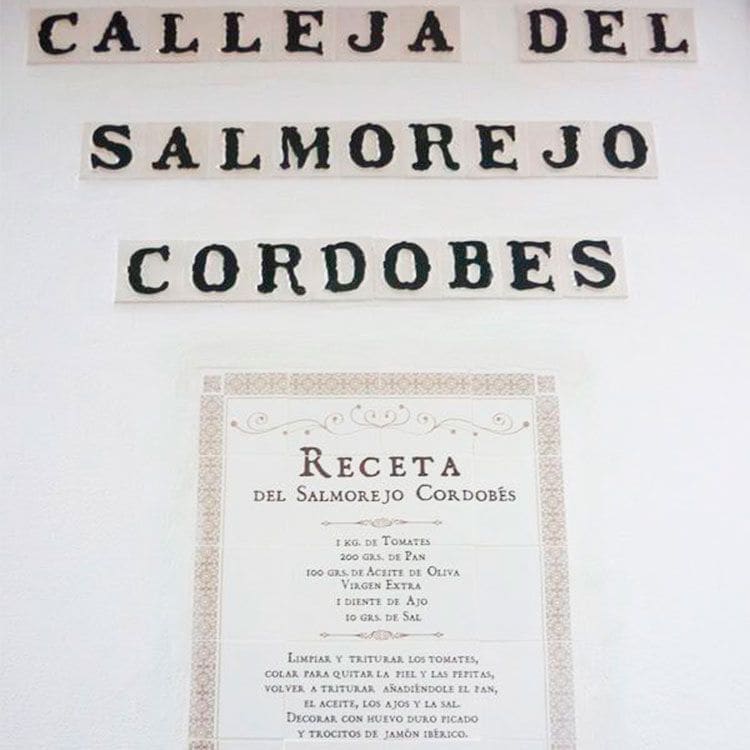 CALLEJA DEL
SALMOREJO
CORDOBES
RECETA
DEL SALMOREJO CORDOBÉS
1 KG. DE TOMATES
200 GRS. DE PAN
100 GRS. DE ACEITE DE OLIVA
VIRGEN EXTRA
1 DIENTE DE AJO
10 GRS. DE SAL
LIMPIAR Y TRITURAR LOS TOMATES,
COLAR PARA QUITAR LA PIEL Y LAS PEPITAS,
VOLVER A TRITURAR AÑADIÉNDOLE EL PAN,
EL ACEITE, LOS AJOS Y LA SAL.
DECORAR CON HUEVO DURO PICADO
Y TROCITOS DE JAMÓN IBÉRICO.